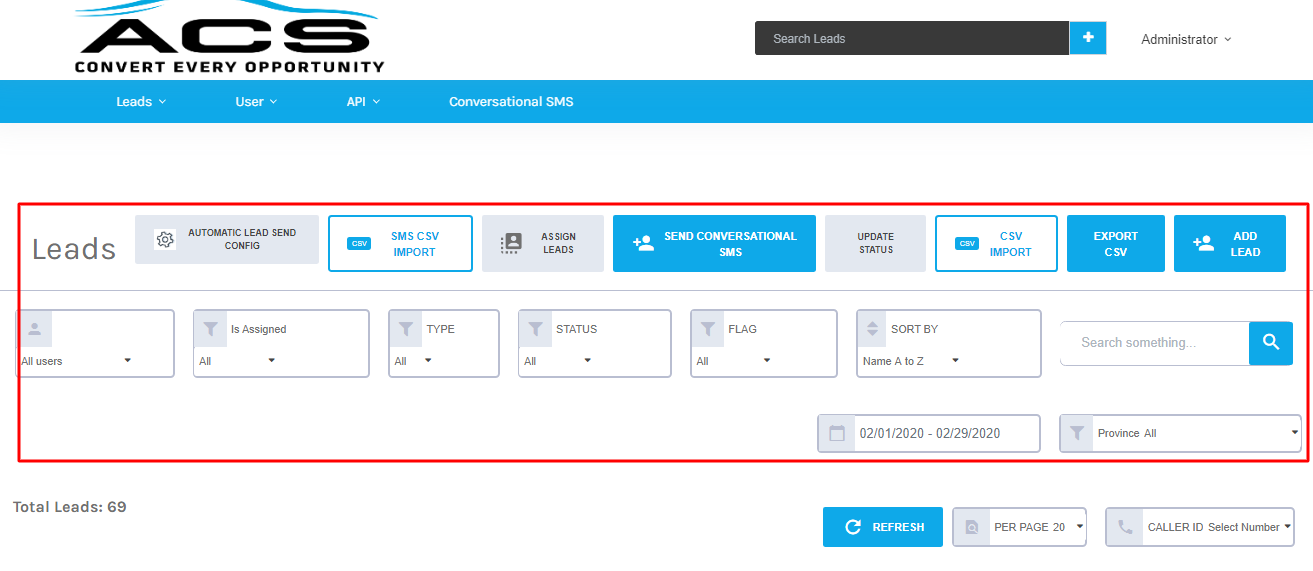 ACS
CONVERT EVERY OPPORTUNITY
Search Leads
Administrator
Leads
User
API
Conversational SMS
Leads
AUTOMATIC LEAD SEND
CONFIG
CSV
SMS CSV
IMPORT
ASSIGN
LEADS
SEND CONVERSATIONAL
SMS
UPDATE
STATUS
CSV
CSV
IMPORT
EXPORT
CSV
ADD
LEAD
All users
Is Assigned
All
TYPE
All
STATUS
All
FLAG
All
SORT BY
Name A to Z
Search something...
02/01/2020 - 02/29/2020
Province All
Total Leads: 69
REFRESH
PER PAGE 20
CALLER ID Select Number